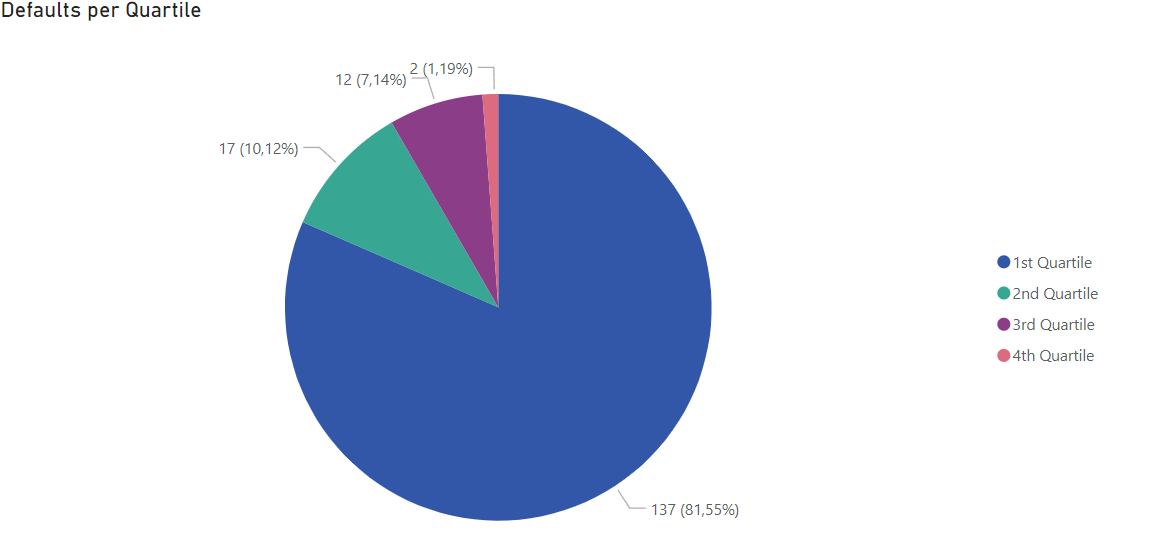 Defaults per Quartile
2 (1,19%)
12 (7,14%)
17 (10,12%)
1st Quartile
2nd Quartile
3rd Quartile
4th Quartile
137 (81,55%)